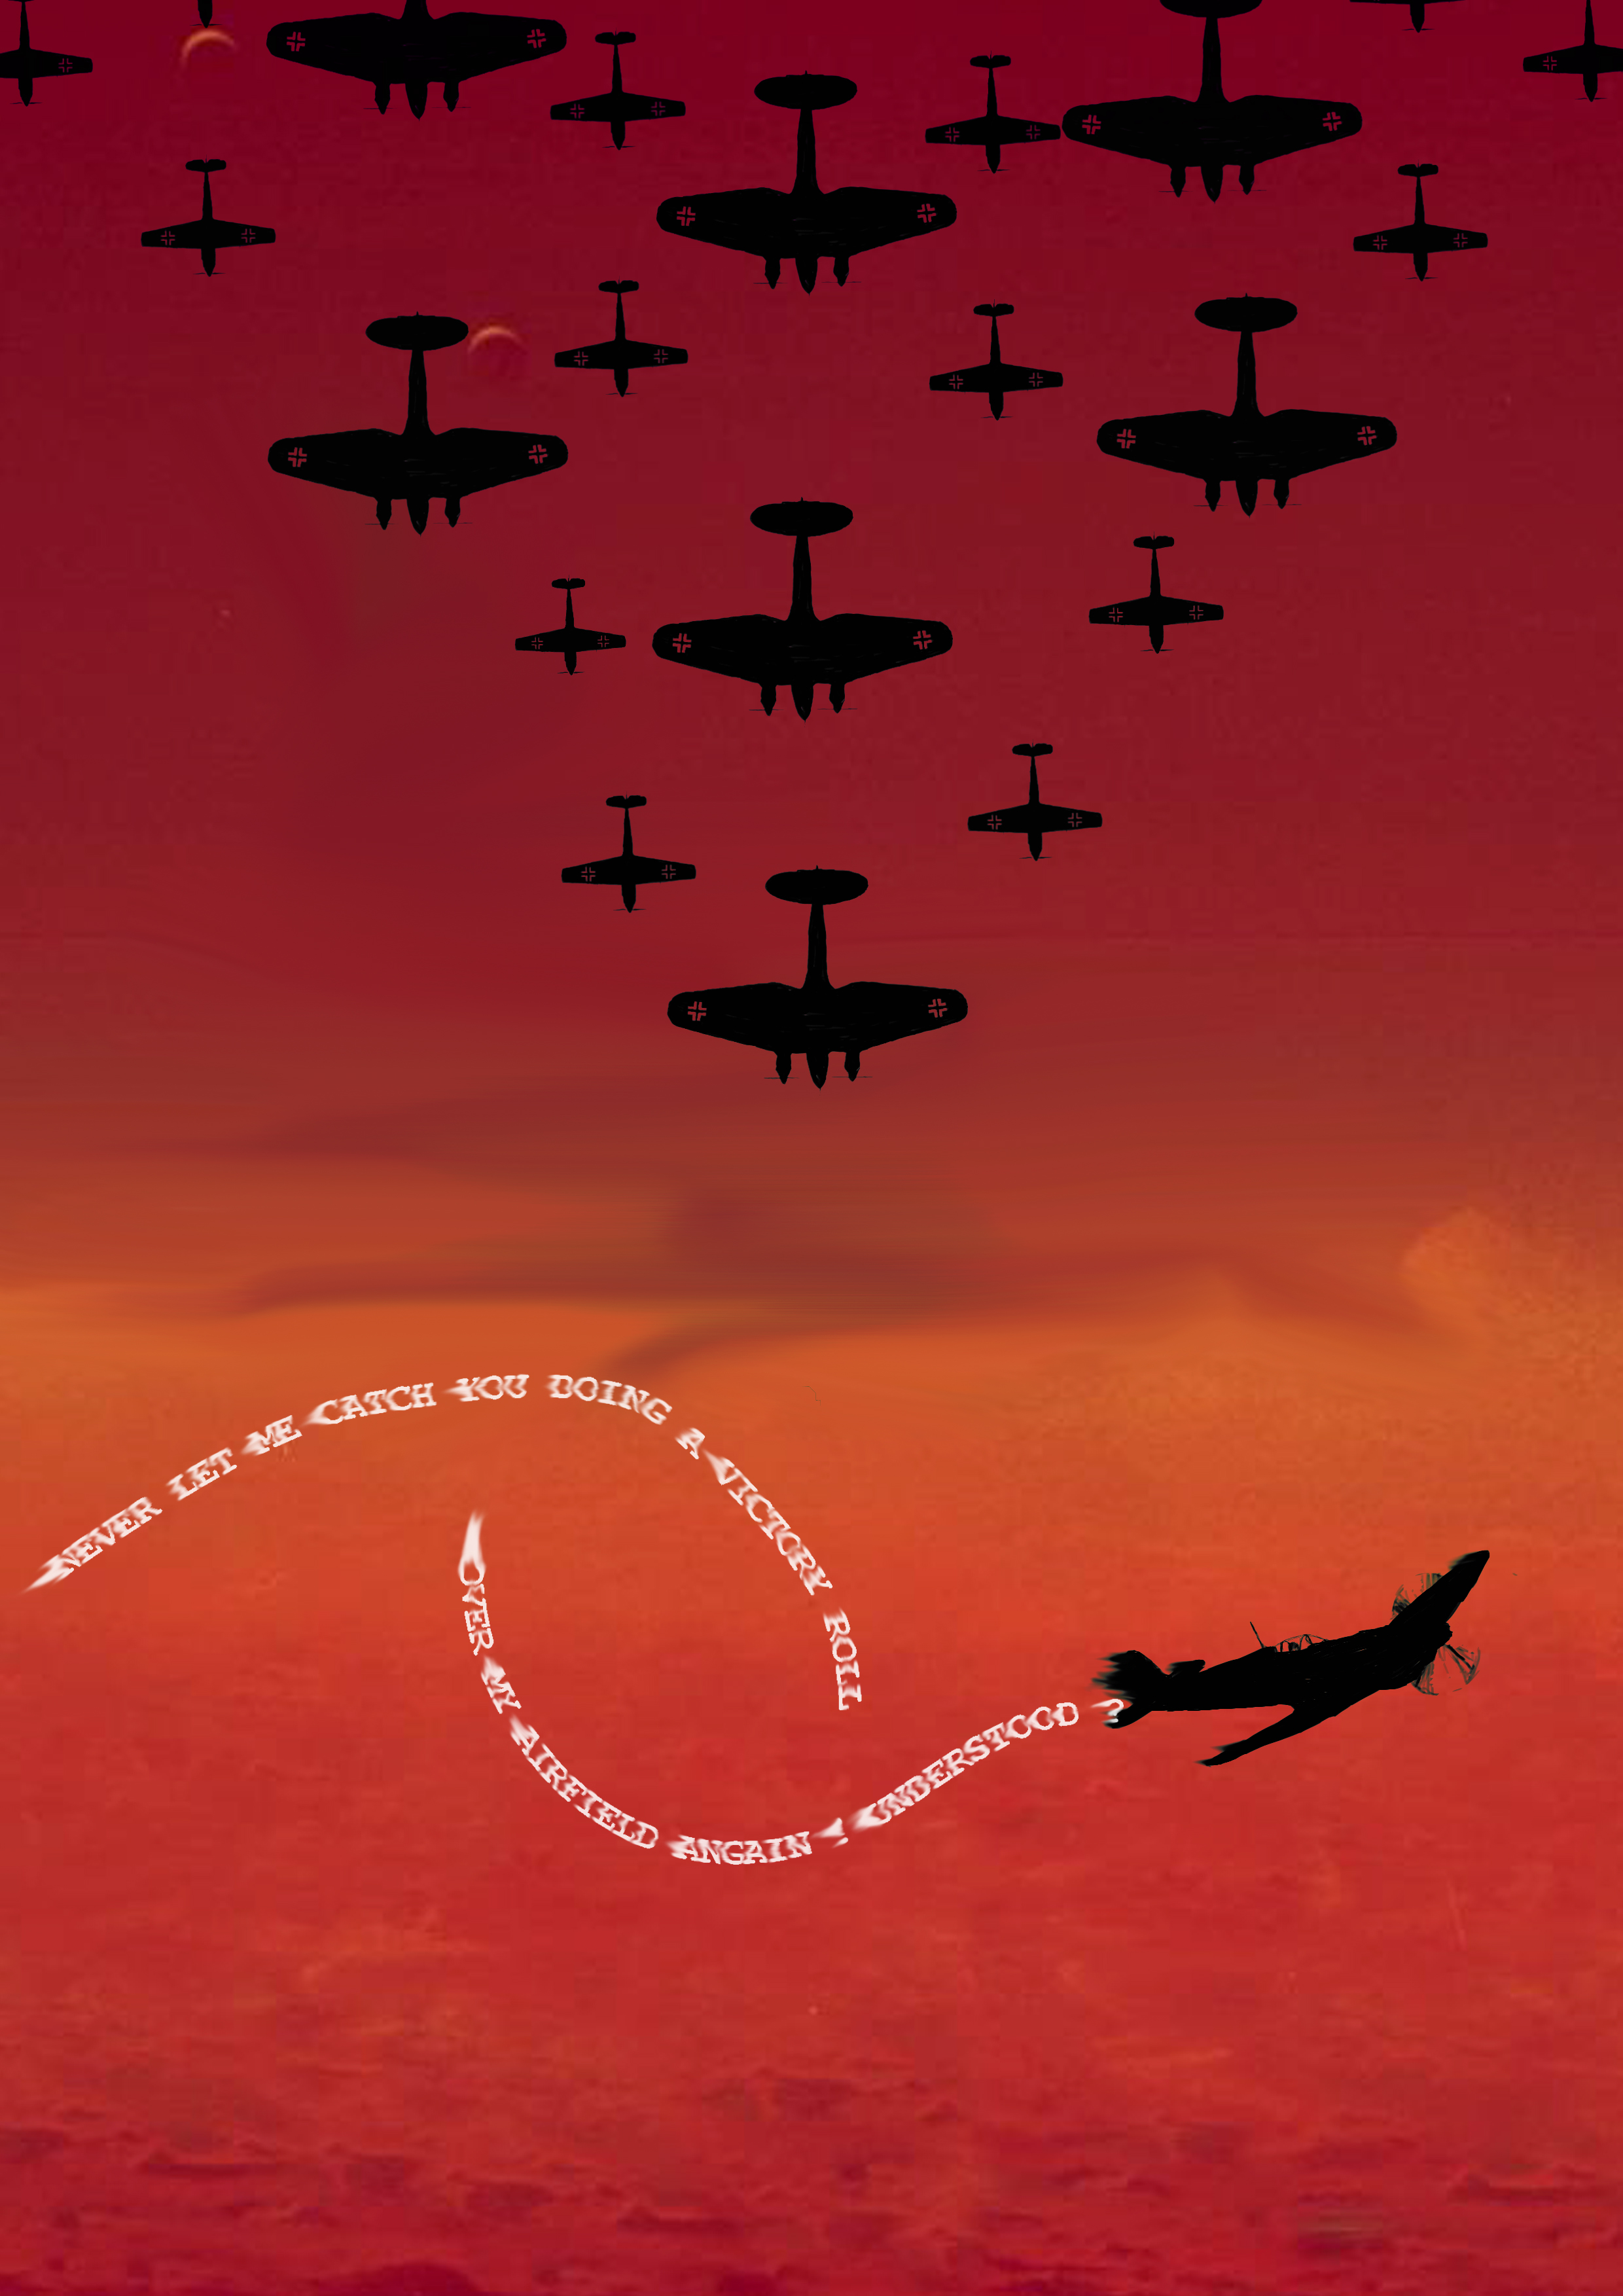 NEVER LET ME CATCH YOU DOING A VICTORY ROLL
OVER MY AIRFIELD ANGAIN ! UNDERSTOOD ?